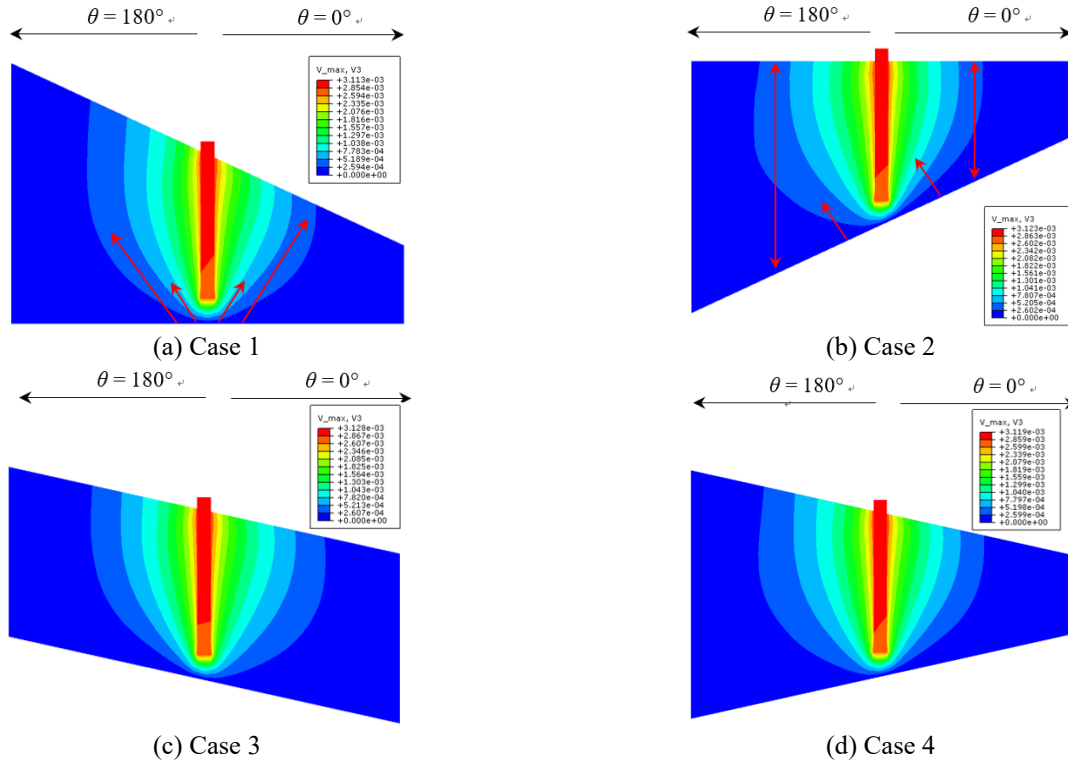 θ = 180°
θ = 0°
V_max, V3
+3.113e-03
+2.854e-03
+2.594e-03
+2.335e-03
+2.076e-03
+1.816e-03
+1.557e-03
+1.297e-03
+1.038e-03
+7.783e-04
+5.189e-04
+2.594e-04
+0.000e+00
(a) Case 1
θ = 180°
θ = 0°
V_max, V3
+3.123e-03
+2.863e-03
+2.602e-03
+2.342e-03
+2.082e-03
+1.822e-03
+1.561e-03
+1.301e-03
+1.041e-03
+7.807e-04
+5.205e-04
+2.602e-04
+0.000e+00
(b) Case 2
θ = 180°
θ = 0°
V_max, V3
+3.128e-03
+2.867e-03
+2.607e-03
+2.346e-03
+2.085e-03
+1.825e-03
+1.564e-03
+1.303e-03
+1.043e-03
+7.820e-04
+5.213e-04
+2.607e-04
+0.000e+00
(c) Case 3
θ = 180°
θ = 0°
V_max, V3
+3.119e-03
+2.859e-03
+2.599e-03
+2.339e-03
+2.079e-03
+1.819e-03
+1.559e-03
+1.299e-03
+1.040e-03
+7.797e-04
+5.198e-04
+2.599e-04
+0.000e+00
(d) Case 4